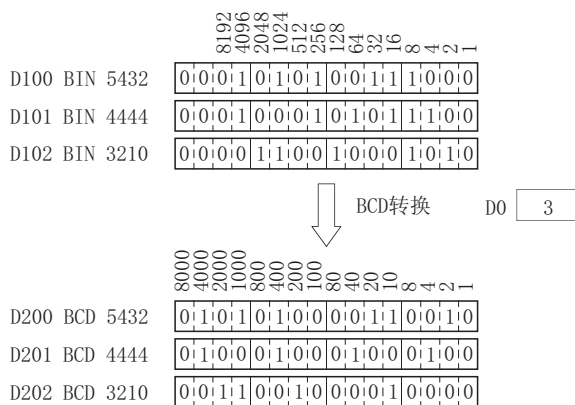 8192 4096 2048 1024 512 256 128 64 32 16 8 4 2 1
D100 BIN 5432 0 0 0 1 0 1 0 1 0 0 1 1 1 0 0 0
D101 BIN 4444 0 0 0 1 0 0 0 1 0 1 0 1 1 1 0 0
D102 BIN 3210 0 0 0 0 1 1 0 0 1 0 0 0 1 0 1 0
BCD转换 D0 3
8000 4000 2000 1000 800 400 200 100 80 40 20 10 8 4 2 1
D200 BCD 5432 0 1 0 1 0 1 0 0 0 0 1 1 0 0 1 0
D201 BCD 4444 0 1 0 0 0 1 0 0 0 1 0 0 0 1 0 0
D202 BCD 3210 0 0 1 1 0 0 1 0 0 0 0 1 0 0 0 0